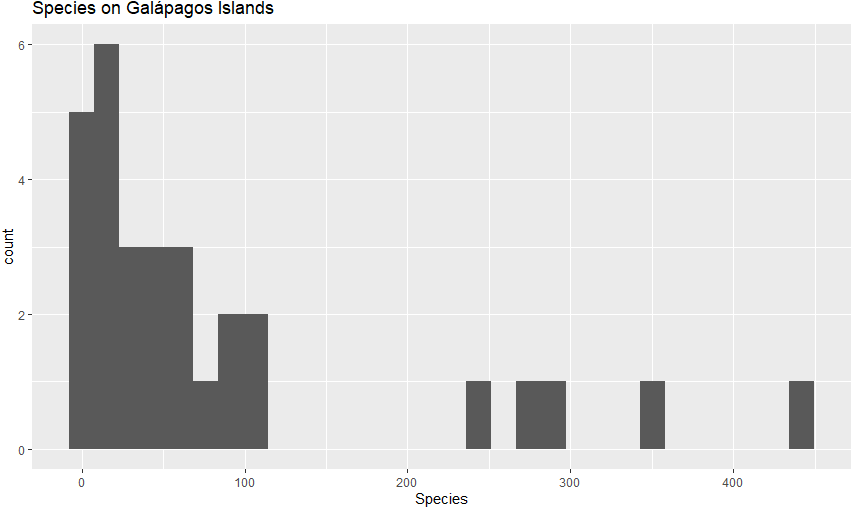 Species on Galápagos Islands
6
4
2
0
count
0 100 200 300 400
Species